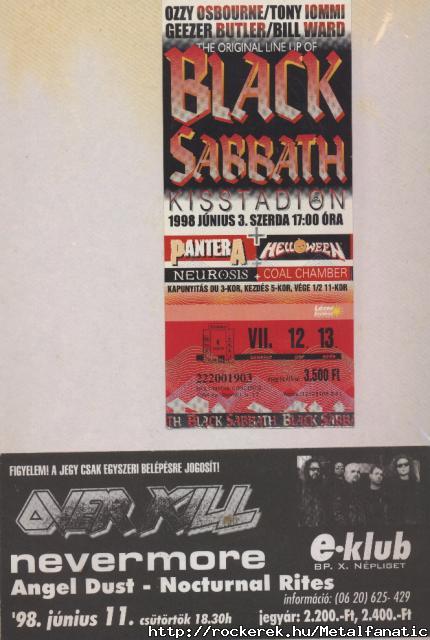 OZZY OSBOURNE/TONY IOMMI
GEEZER BUTLER/BILL WARD
THE ORIGINAL LINE UP OF
BLACK
SABBATH
KISSTADION
1998 JÚNIUS 3. SZERDA 17:00 ÓRA
PANTERA + HELLOWEEN
NEUROSIS + COAL CHAMBER
KAPUNYITÁS DU 3-KOR, KEZDÉS 5-KOR, VÉGE 1/2 11-KOR
VII. 12. 13.
222001903
3.500 Ft
TH BLACK SABBATH BLACK SABB
FIGYELEM! A JEGY CSAK EGYSZERI BELÉPÉSRE JOGOSÍT!
OVERKILL
nevermore
e-klub
BP. X. NÉPLIGET
Angel Dust - Nocturnal Rites
információ: (06 20) 625- 429
'98. június 11. csütörtök 18.30h
jegyár: 2.200.-Ft, 2.400.-Ft
http://rockerek.hu/Metalfanatic